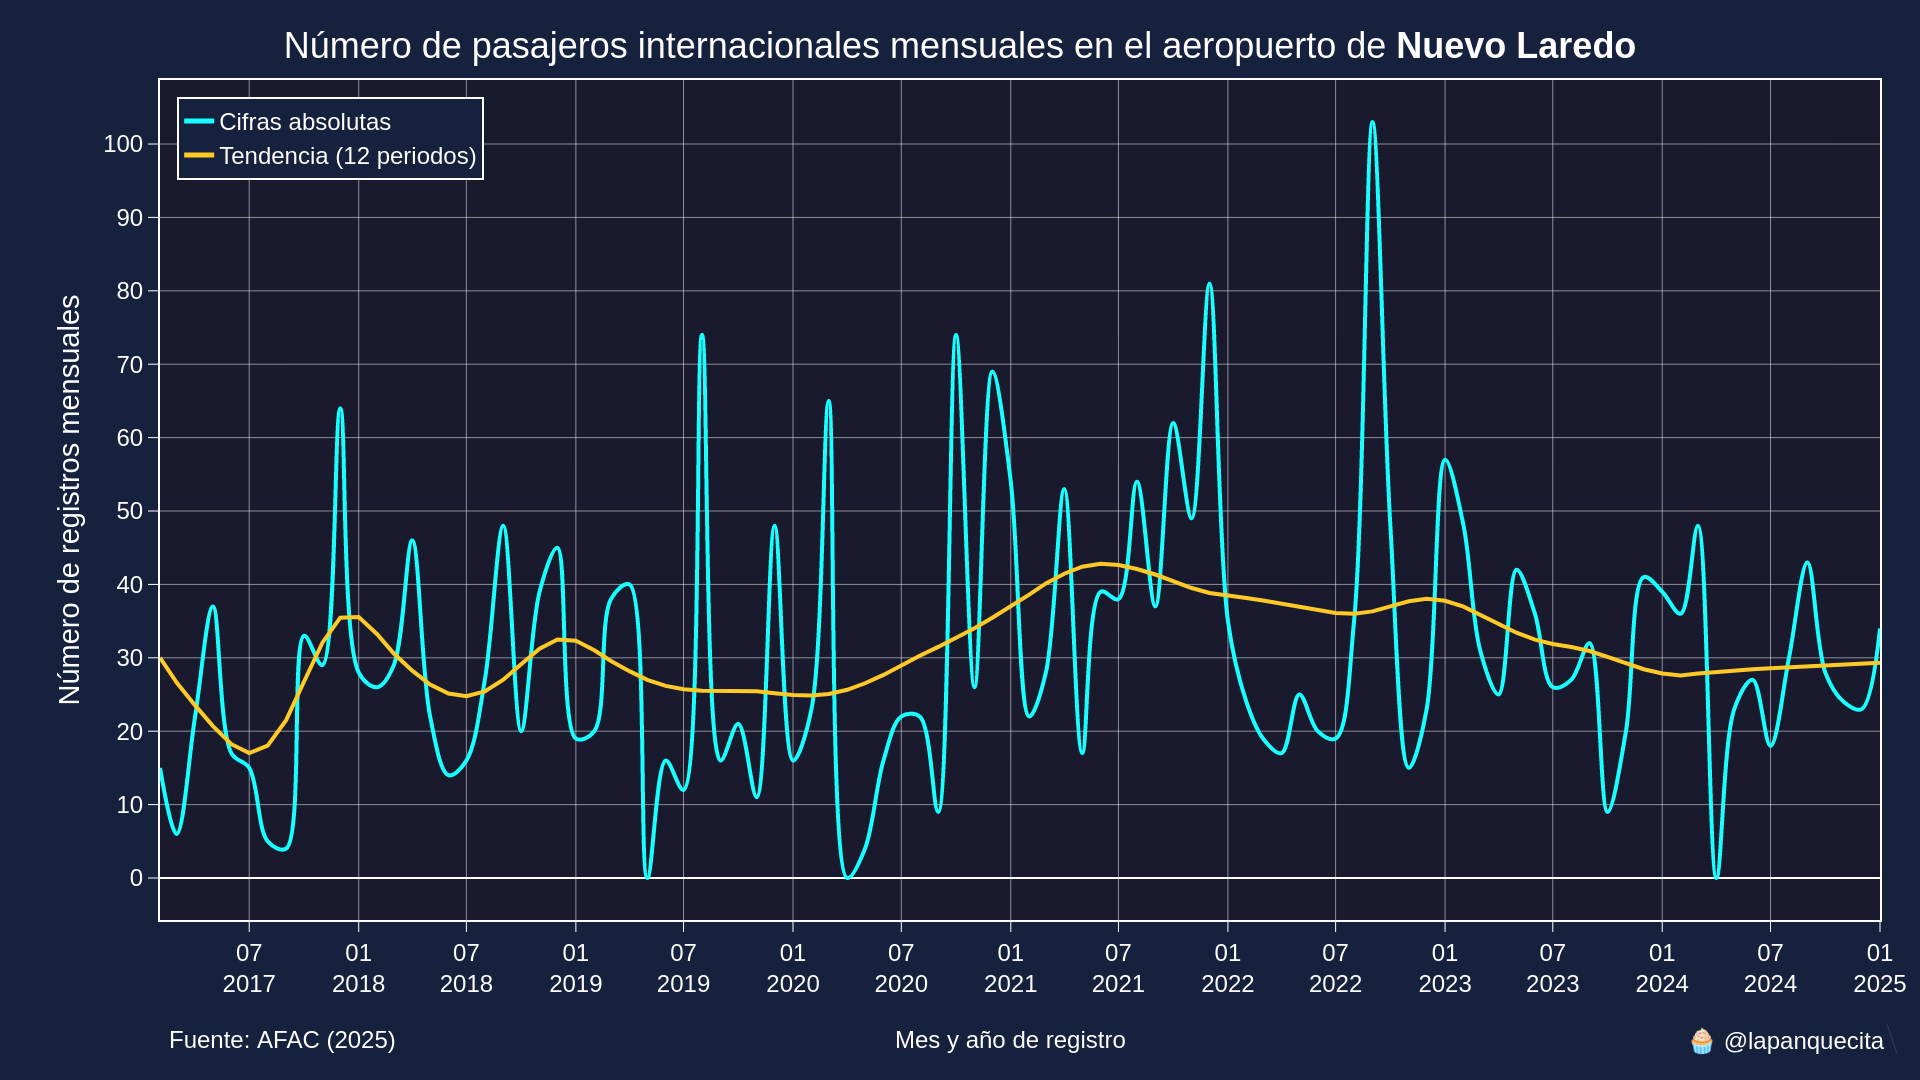 Número de pasajeros internacionales mensuales en el aeropuerto de Nuevo Laredo
Cifras absolutas
Tendencia (12 periodos)
Número de registros mensuales
100
90
80
70
60
50
40
30
20
10
0
07 01 07 01 07 01 07 01 07 01 07 01 07 01 07 01
2017 2018 2018 2019 2019 2020 2020 2021 2021 2022 2022 2023 2023 2024 2024 2025
Fuente: AFAC (2025) Mes y año de registro 🧁 @lapanquecita